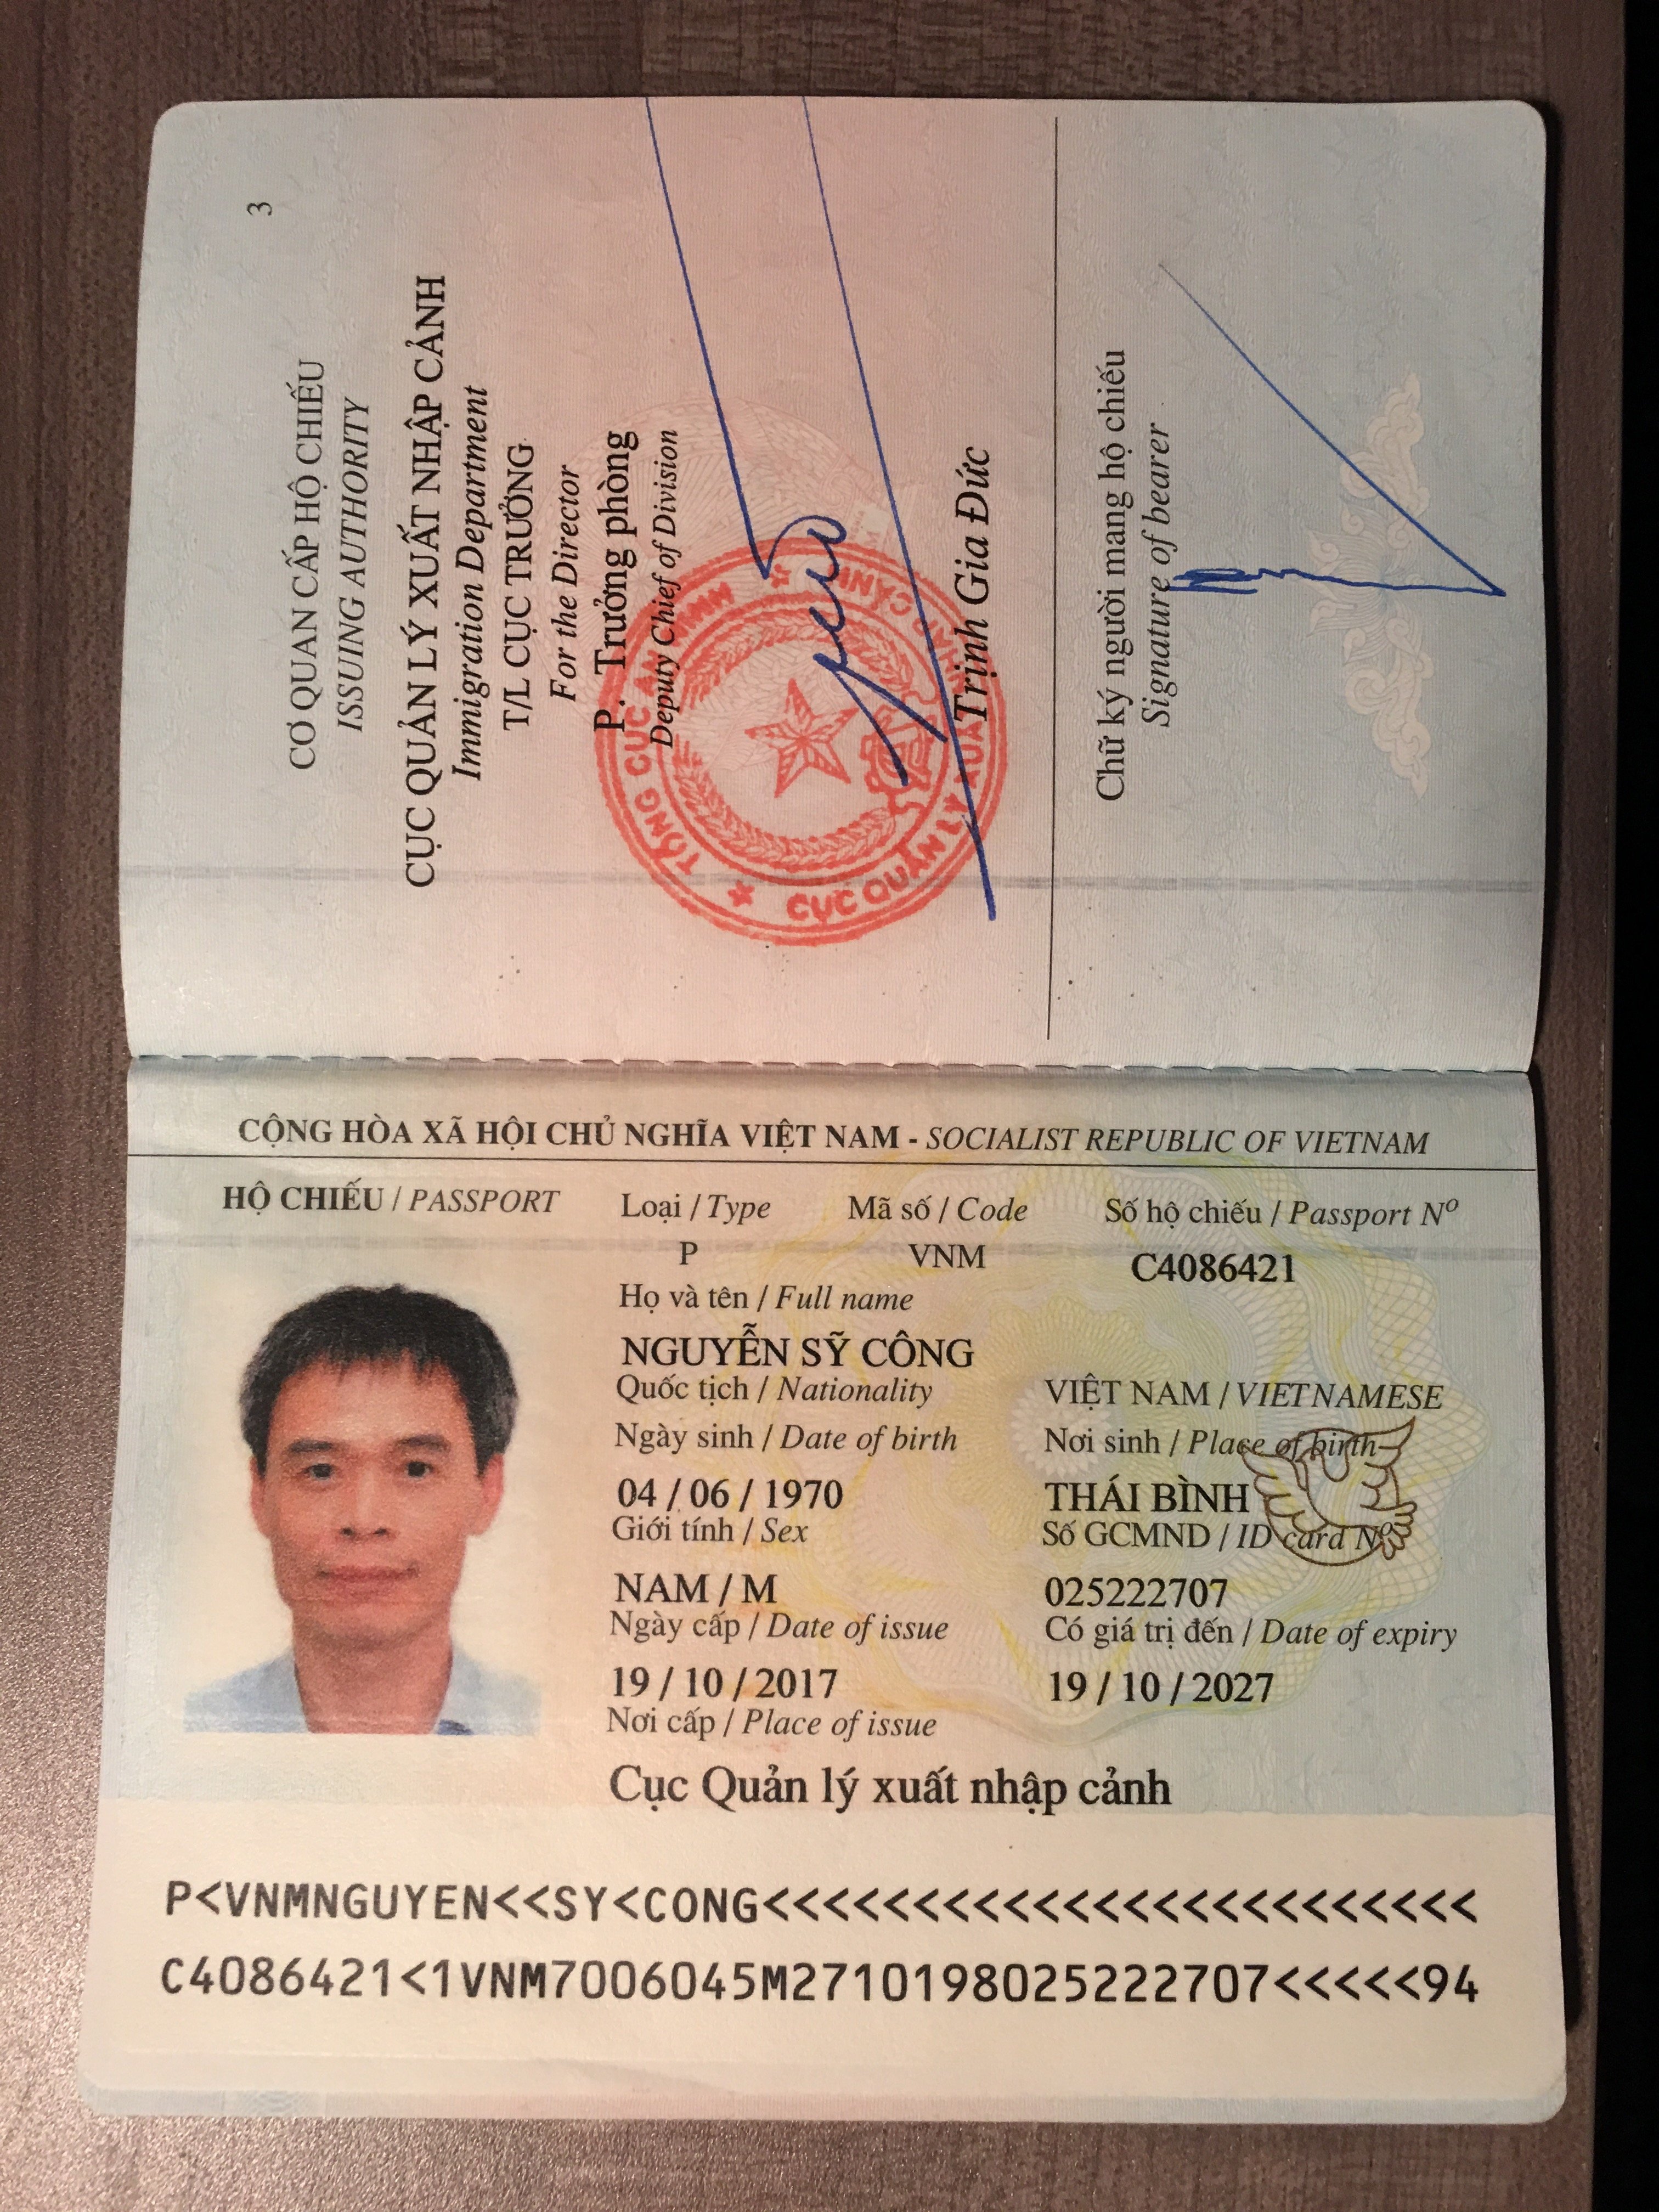 3
CƠ QUAN CẤP HỘ CHIẾU
ISSUING AUTHORITY
CỤC QUẢN LÝ XUẤT NHẬP CẢNH
Immigration Department
T/L CỤC TRƯỞNG
For the Director
P. Trưởng phòng
Deputy Chief of Division
TỔNG CỤC AN NINH
CỤC QUẢN LÝ XUẤT NHẬP CẢNH
Trịnh Gia Đức
Chữ ký người mang hộ chiếu
Signature of bearer
CỘNG HÒA XÃ HỘI CHỦ NGHĨA VIỆT NAM - SOCIALIST REPUBLIC OF VIETNAM
HỘ CHIẾU / PASSPORT Loại / Type Mã số / Code Số hộ chiếu / Passport Nº
P VNM C4086421
Họ và tên / Full name
NGUYỄN SỸ CÔNG
Quốc tịch / Nationality VIỆT NAM / VIETNAMESE
Ngày sinh / Date of birth Nơi sinh / Place of birth
04 / 06 / 1970 THÁI BÌNH
Giới tính / Sex Số GCMND / ID card Nº
NAM / M 025222707
Ngày cấp / Date of issue Có giá trị đến / Date of expiry
19 / 10 / 2017 19 / 10 / 2027
Nơi cấp / Place of issue
Cục Quản lý xuất nhập cảnh
P<VNMNGUYEN<<SY<CONG<<<<<<<<<<<<<<<<<<<<<<<<
C4086421<1VNM7006045M2710198025222707<<<<<94